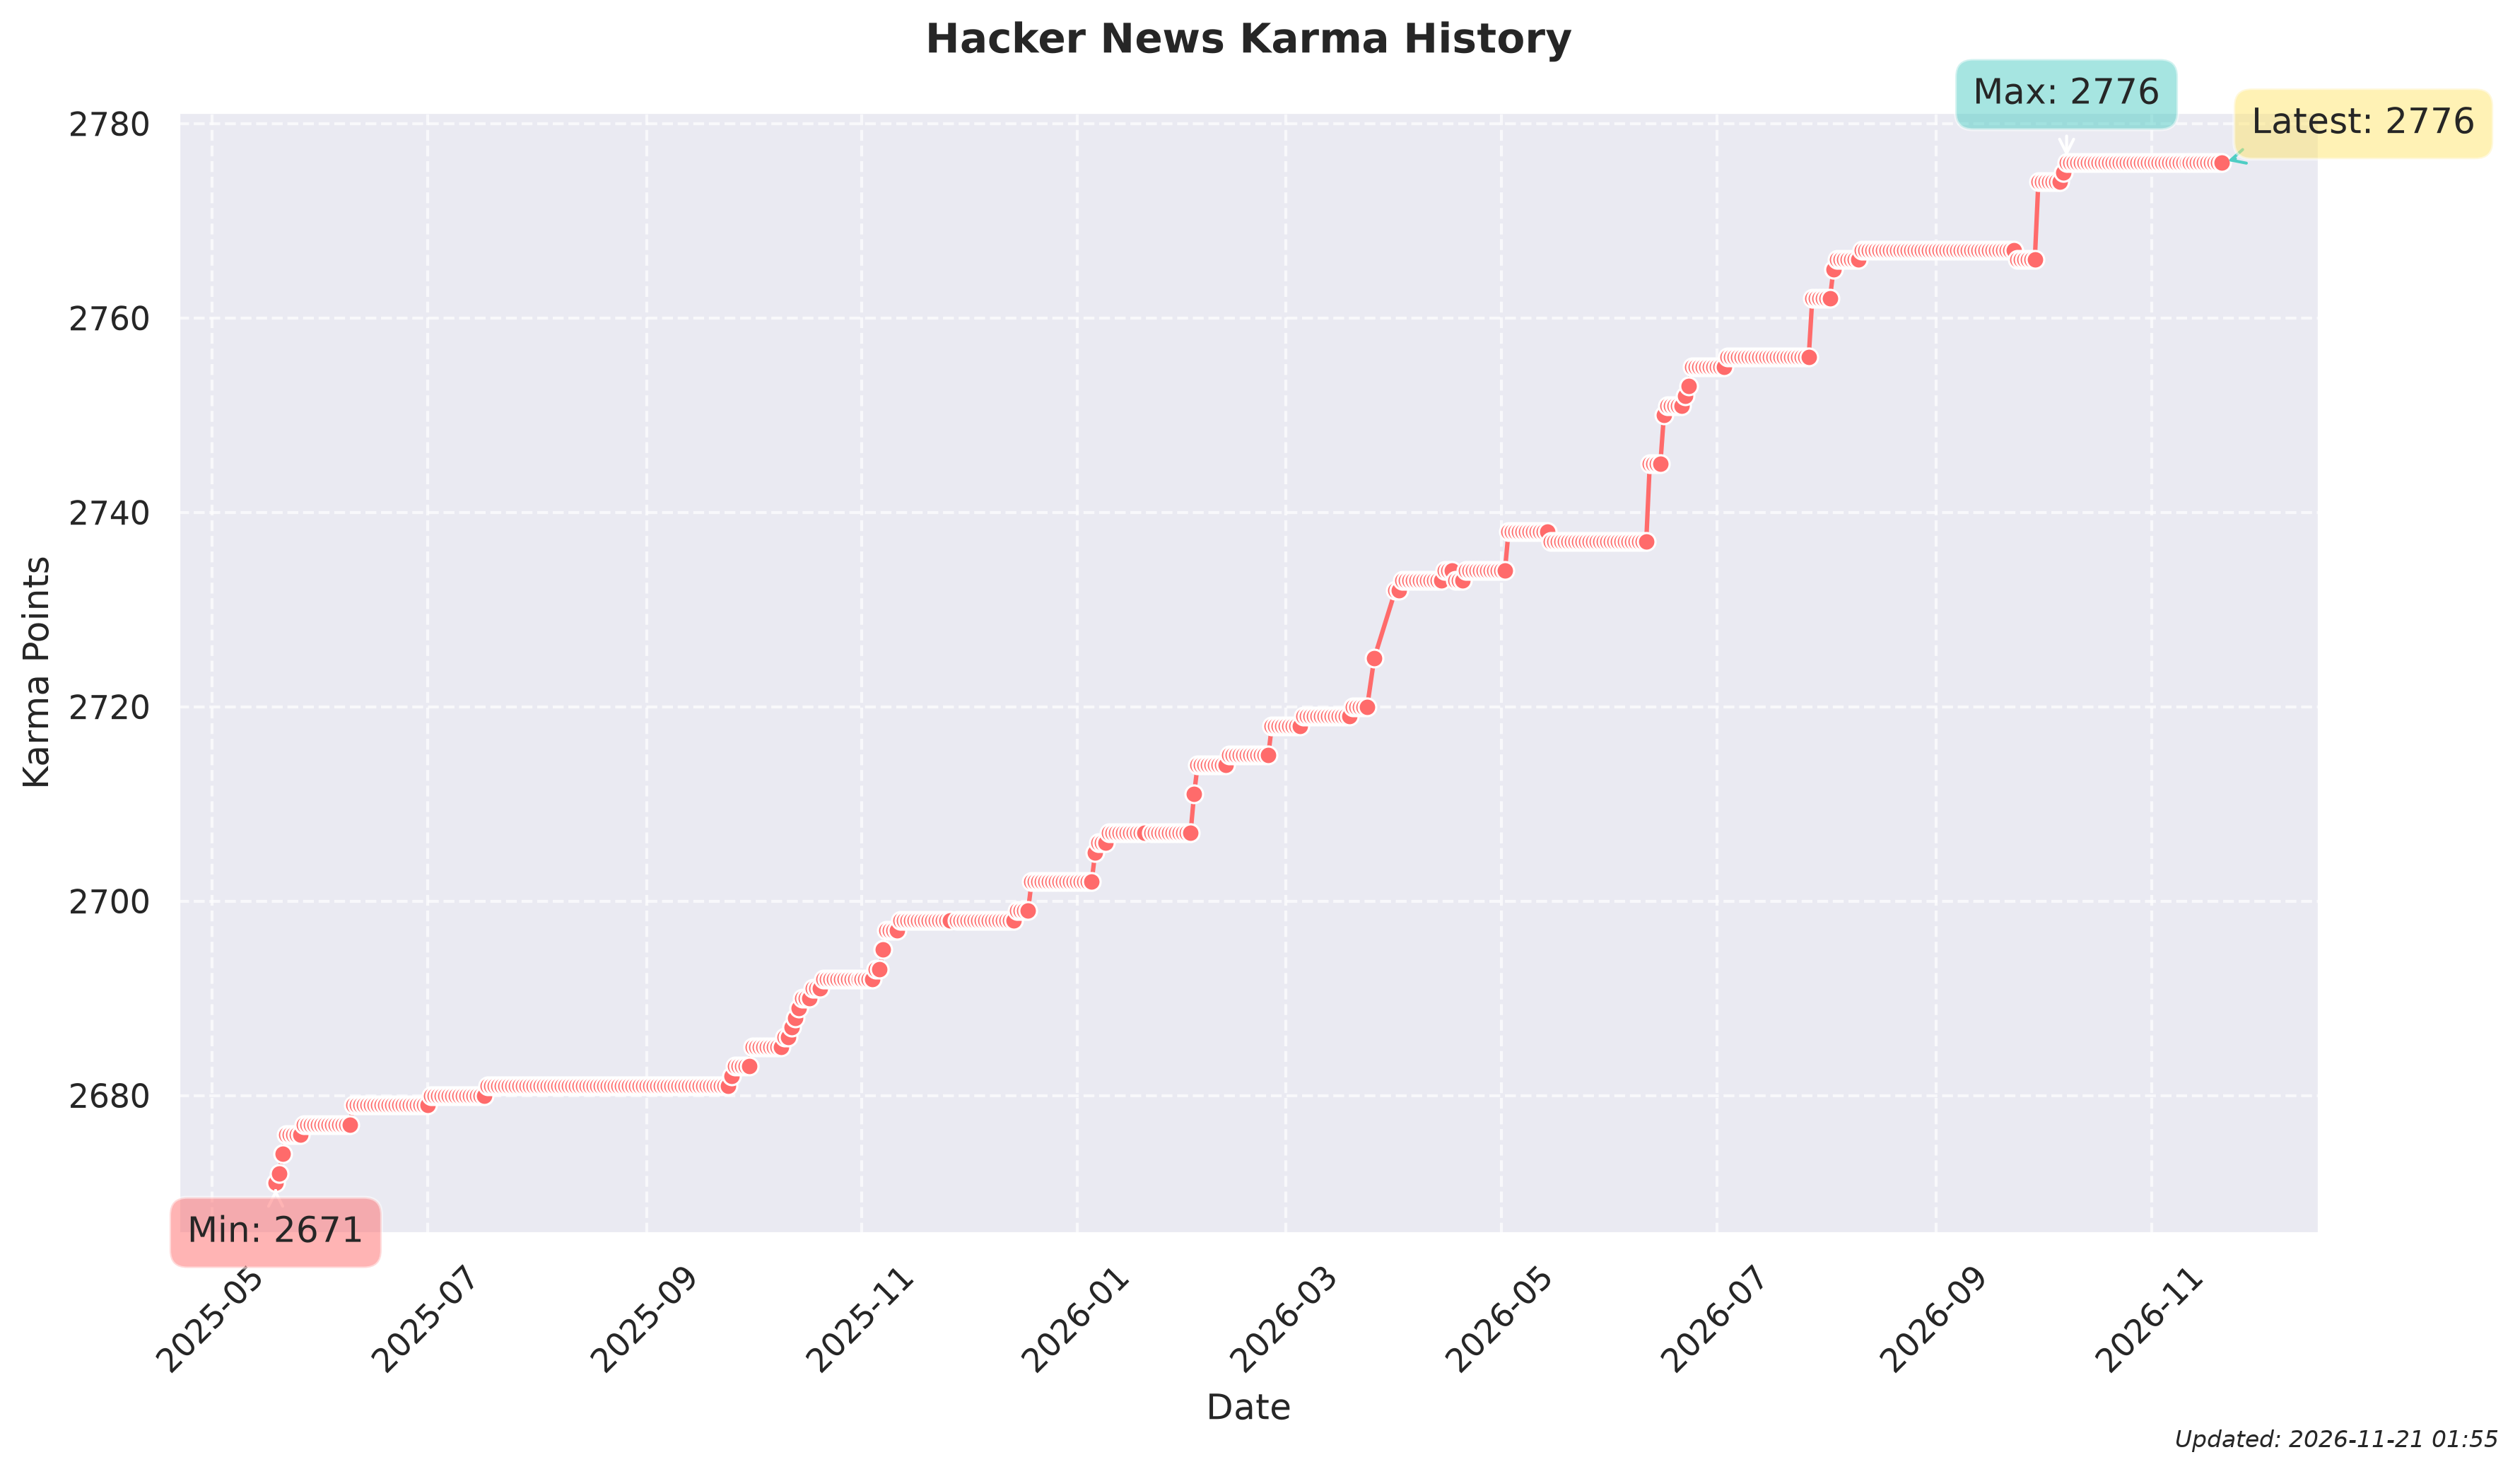 Hacker News Karma History
Max: 2776
Latest: 2776
2780
2760
2740
2720
2700
2680
Karma Points
Min: 2671
2025-05
2025-07
2025-09
2025-11
2026-01
2026-03
2026-05
2026-07
2026-09
2026-11
Date
Updated: 2026-11-21 01:55